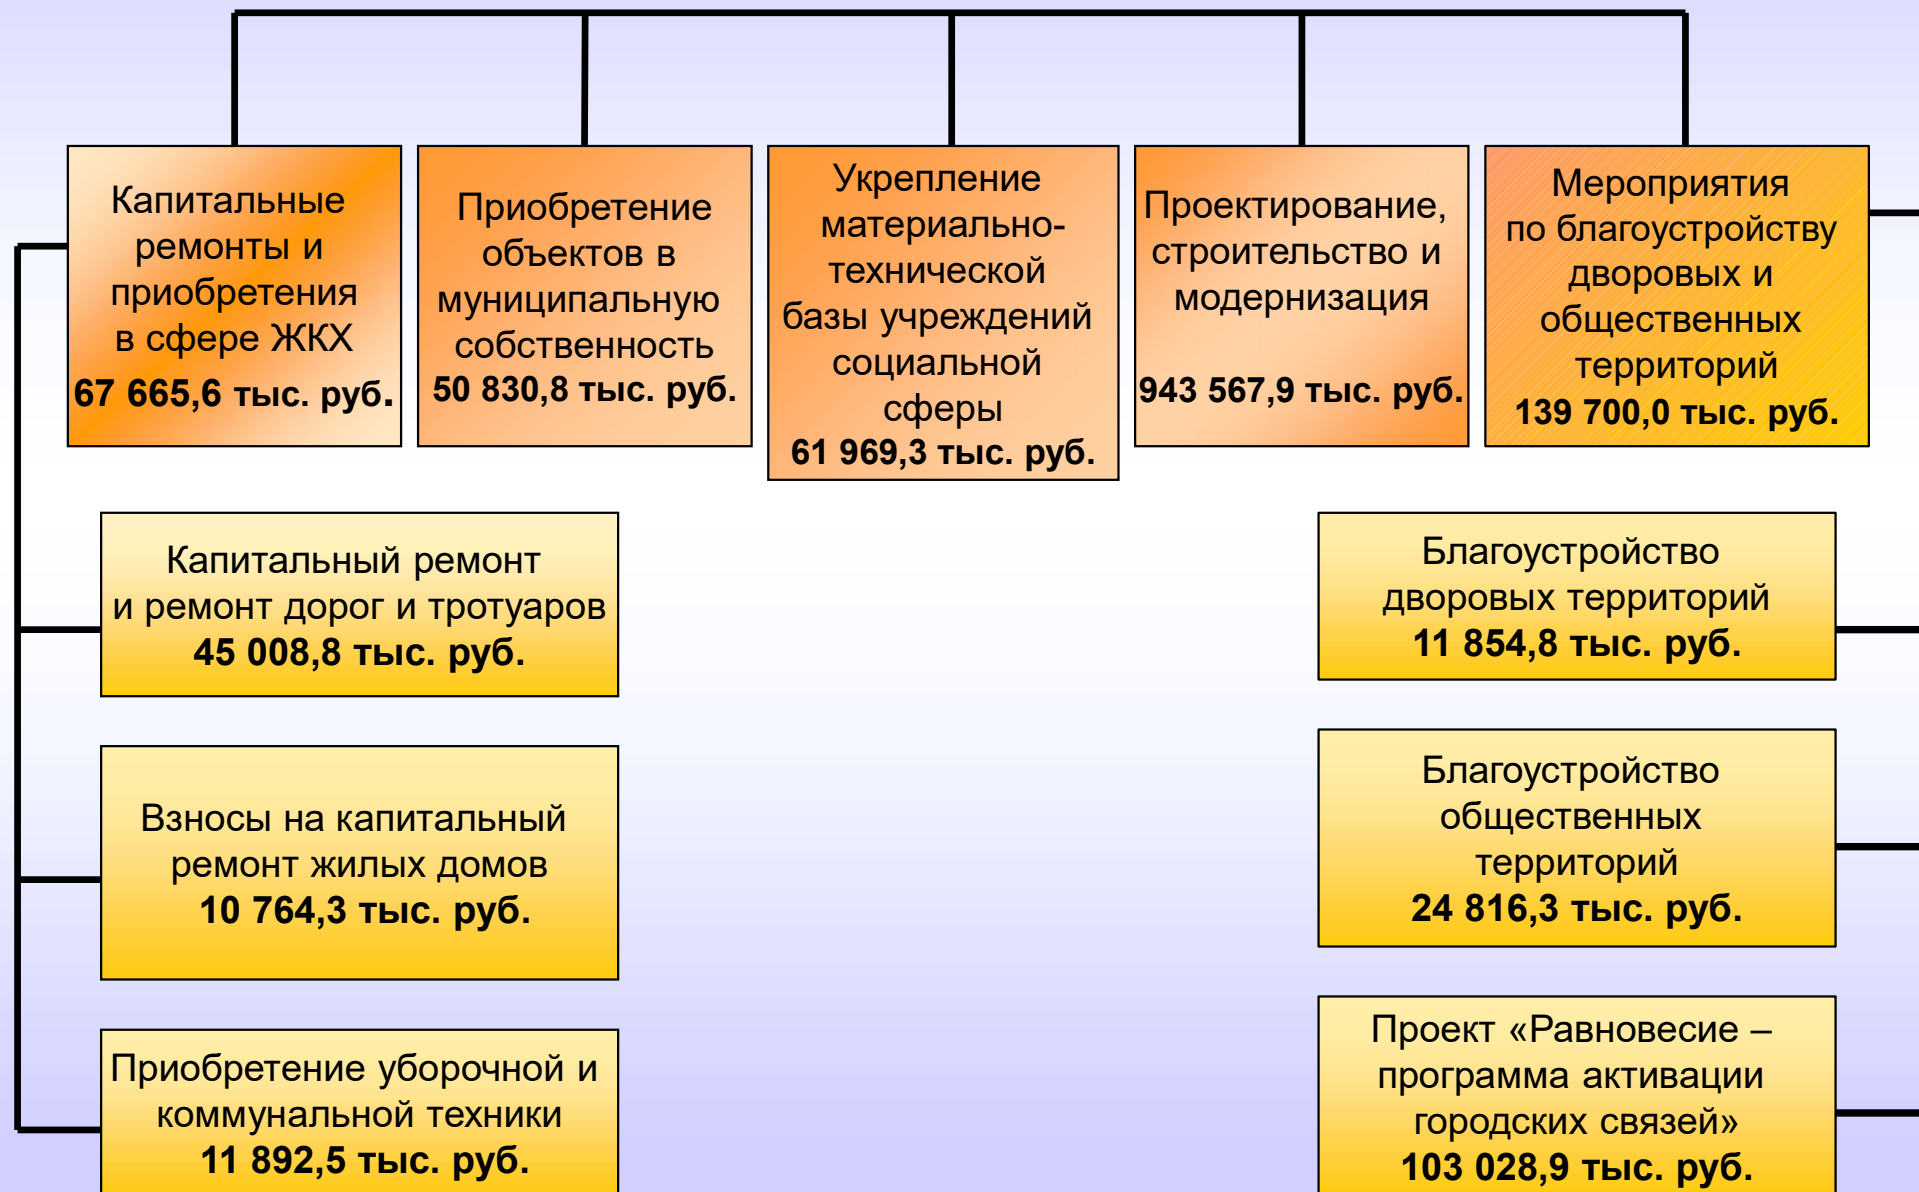 Капитальные
ремонты и
приобретения
в сфере ЖКХ
67 665,6 тыс. руб.
Приобретение
объектов в
муниципальную
собственность
50 830,8 тыс. руб.
Укрепление
материально-
технической
базы учреждений
социальной
сферы
61 969,3 тыс. руб.
Проектирование,
строительство и
модернизация
943 567,9 тыс. руб.
Мероприятия
по благоустройству
дворовых и
общественных
территорий
139 700,0 тыс. руб.
Капитальный ремонт
и ремонт дорог и тротуаров
45 008,8 тыс. руб.
Взносы на капитальный
ремонт жилых домов
10 764,3 тыс. руб.
Приобретение уборочной и
коммунальной техники
11 892,5 тыс. руб.
Благоустройство
дворовых территорий
11 854,8 тыс. руб.
Благоустройство
общественных
территорий
24 816,3 тыс. руб.
Проект «Равновесие –
программа активации
городских связей»
103 028,9 тыс. руб.